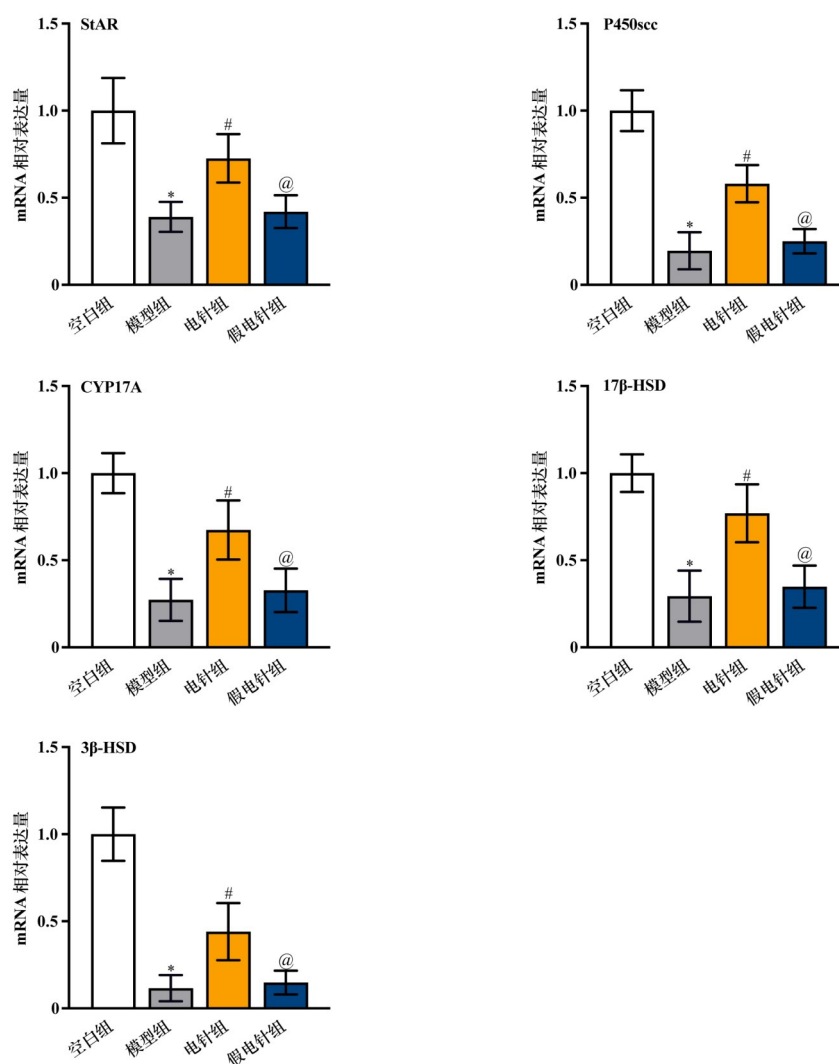 StAR
mRNA 相对表达量
1.5
1.0
0.5
0
*
#
@
空白组
模型组
电针组
假电针组
P450scc
mRNA 相对表达量
1.5
1.0
0.5
0
*
#
@
空白组
模型组
电针组
假电针组
CYP17A
mRNA 相对表达量
1.5
1.0
0.5
0
*
#
@
空白组
模型组
电针组
假电针组
17β-HSD
mRNA 相对表达量
1.5
1.0
0.5
0
*
#
@
空白组
模型组
电针组
假电针组
3β-HSD
mRNA 相对表达量
1.5
1.0
0.5
0
*
#
@
空白组
模型组
电针组
假电针组